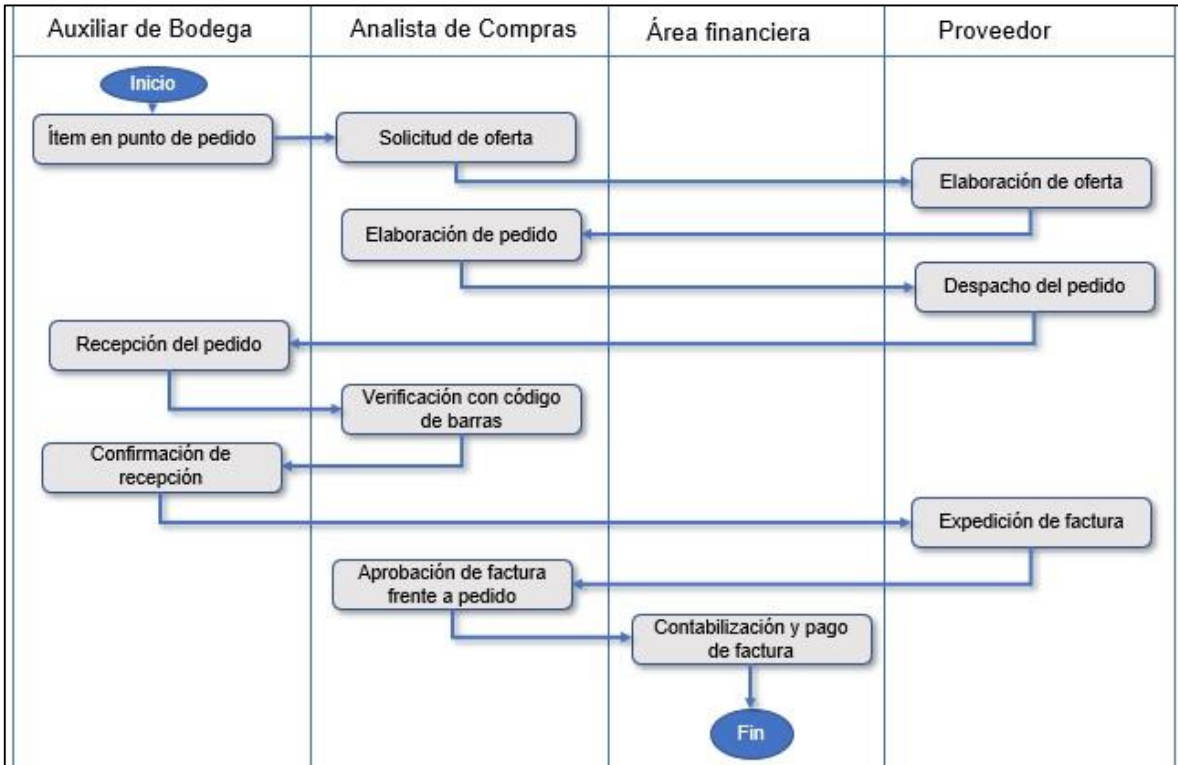 Auxiliar de Bodega
Analista de Compras
Área financiera
Proveedor
Inicio
Ítem en punto de pedido
Solicitud de oferta
Elaboración de oferta
Elaboración de pedido
Despacho del pedido
Recepción del pedido
Verificación con código
de barras
Confirmación de
recepción
Expedición de factura
Aprobación de factura
frente a pedido
Contabilización y pago
de factura
Fin